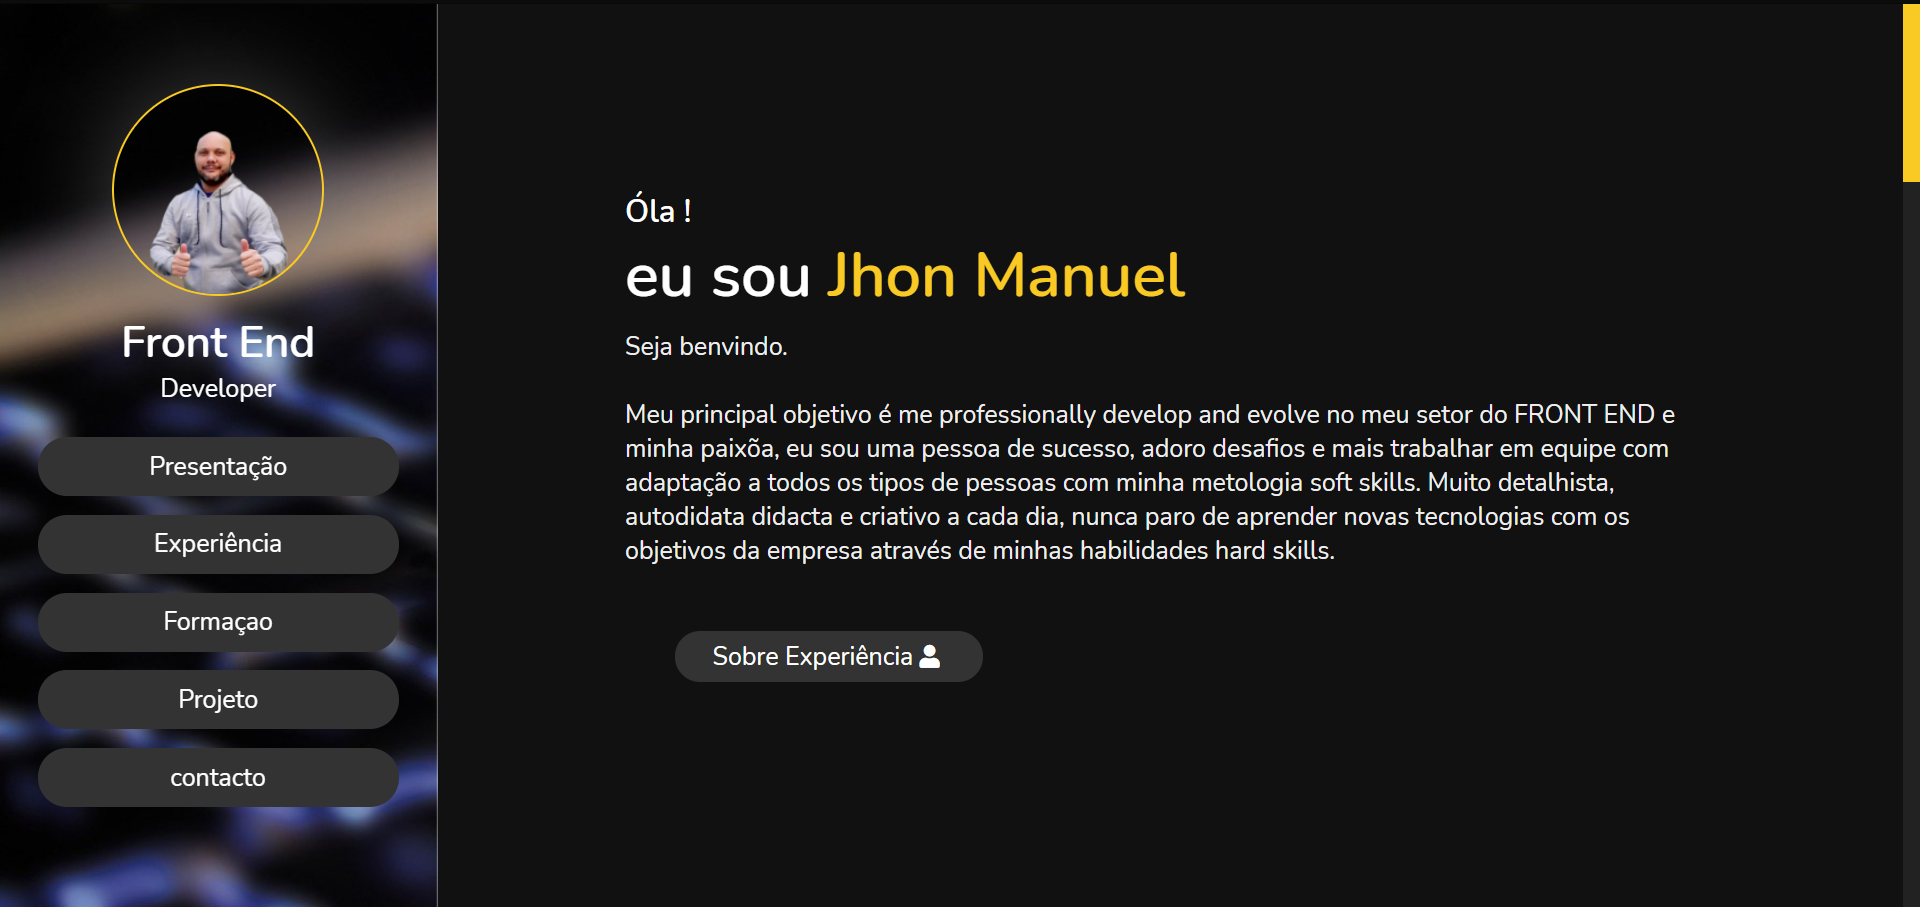 Front End
Developer
Presentação
Experiência
Formaçao
Projeto
contacto
Óla !
eu sou Jhon Manuel
Seja benvindo.
Meu principal objetivo é me professionally develop and evolve no meu setor do FRONT END e
minha paixõa, eu sou uma pessoa de sucesso, adoro desafios e mais trabalhar em equipe com
adaptação a todos os tipos de pessoas com minha metologia soft skills. Muito detalhista,
autodidata didacta e criativo a cada dia, nunca paro de aprender novas tecnologias com os
objetivos da empresa através de minhas habilidades hard skills.
Sobre Experiência